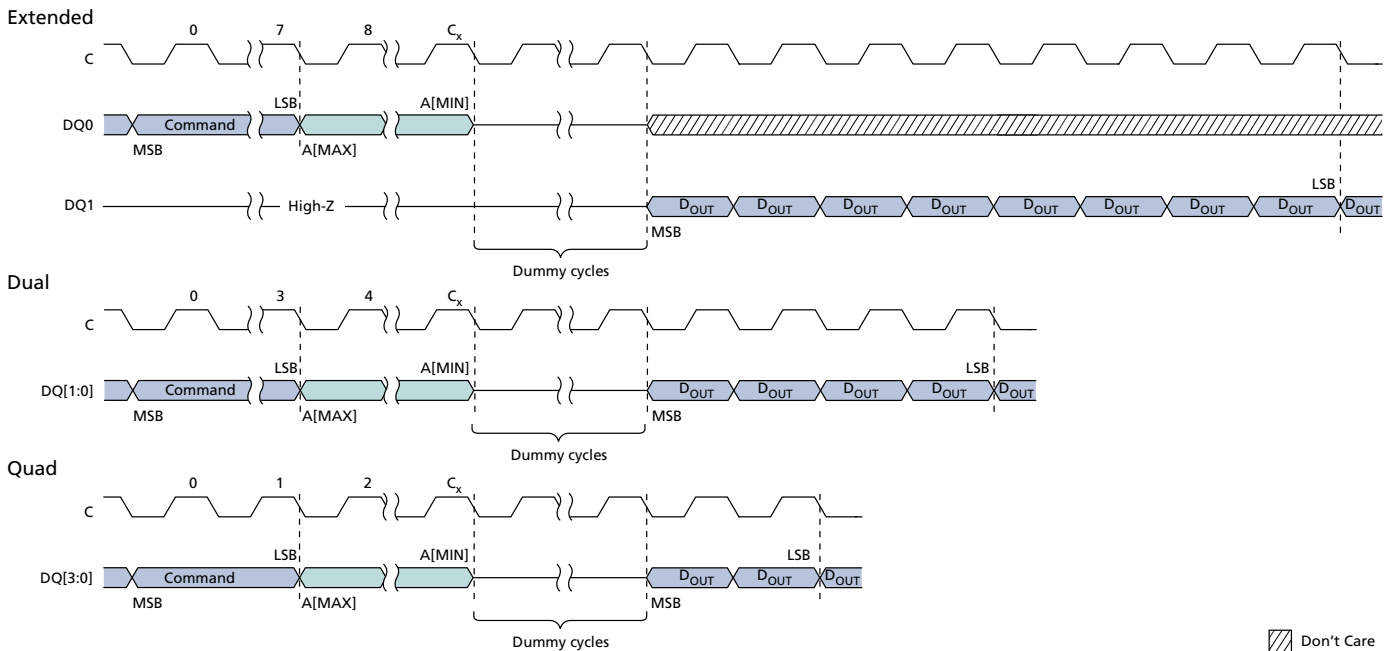 Extended
0 7 8 Cx
C
LSB A[MIN]
DQ0 Command
MSB A[MAX]
LSB
DQ1 High-Z DOUT DOUT DOUT DOUT DOUT DOUT DOUT DOUT DOUT
MSB
Dummy cycles
Dual
0 3 4 Cx
C
LSB A[MIN] LSB
DQ[1:0] Command DOUT DOUT DOUT DOUT DOUT
MSB A[MAX] MSB
Dummy cycles
Quad
0 1 2 Cx
C
LSB A[MIN] LSB
DQ[3:0] Command DOUT DOUT DOUT
MSB A[MAX] MSB
Dummy cycles
Don't Care